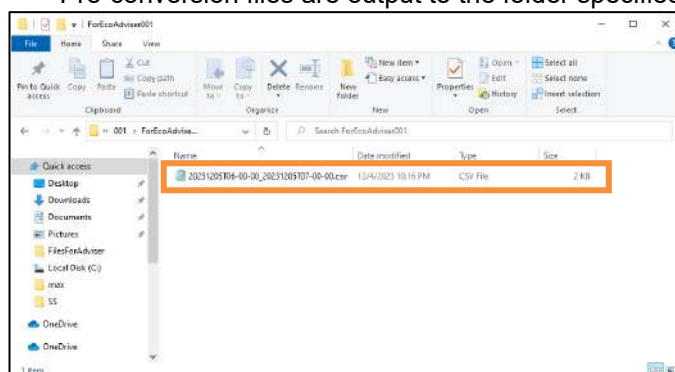 Pre-conversion files are output to the folder specified
ForEcoAdviser001
File Home Share View
Pin to Quick access
Copy
Paste
Cut
Copy path
Paste shortcut
Move to
Copy to
Delete
Rename
New folder
New item
Easy access
Properties
Open
Edit
History
Select all
Select none
Invert selection
Clipboard Organize New Open Select
001 > ForEcoAdvise...
Search ForEcoAdviser001
Name Date modified Type Size
20231205T06-00-00_20231205T07-00-00.csv 12/4/2023 10:16 PM CSV File 2 KB
Quick access
Desktop
Downloads
Documents
Pictures
FilesForAdviser
Local Disk (C:)
max
SS
OneDrive
OneDrive
1 item